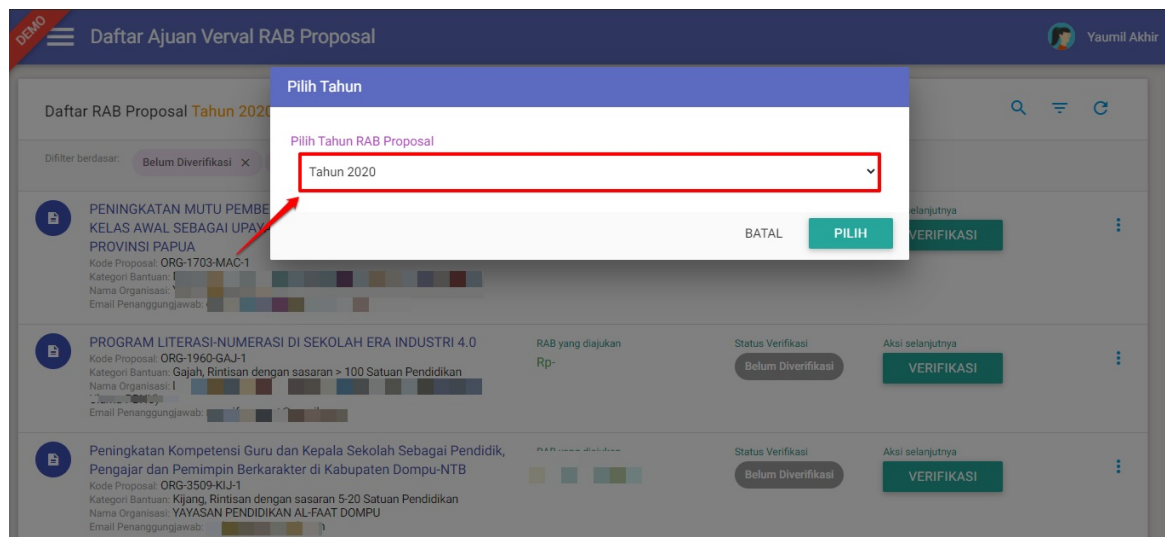 DEMO
Daftar Ajuan Verval RAB Proposal
Yaumil Akhir
Pilih Tahun
Daftar RAB Proposal Tahun 2020
Pilih Tahun RAB Proposal
Difilter berdasar:
Belum Diverifikasi ×
Tahun 2020
BATAL
PILIH
PENINGKATAN MUTU PEMBE
KELAS AWAL SEBAGAI UPAYA
PROVINSI PAPUA
Kode Proposal: ORG-1703-MAC-1
Kategori Bantuan:
Nama Organisasi:
Email Penanggungjawab:
selanjutnya
VERIFIKASI
PROGRAM LITERASI-NUMERASI DI SEKOLAH ERA INDUSTRI 4.0
Kode Proposal: ORG-1960-GAJ-1
Kategori Bantuan: Gajah, Rintisan dengan sasaran > 100 Satuan Pendidikan
Nama Organisasi:
Email Penanggungjawab:
RAB yang diajukan
Rp-
Status Verifikasi
Belum Diverifikasi
Aksi selanjutnya
VERIFIKASI
Peningkatan Kompetensi Guru dan Kepala Sekolah Sebagai Pendidik,
Pengajar dan Pemimpin Berkarakter di Kabupaten Dompu-NTB
Kode Proposal: ORG-3509-KIJ-1
Kategori Bantuan: Kijang, Rintisan dengan sasaran 5-20 Satuan Pendidikan
Nama Organisasi: YAYASAN PENDIDIKAN AL-FAAT DOMPU
Email Penanggungjawab:
RAB yang diajukan
Status Verifikasi
Belum Diverifikasi
Aksi selanjutnya
VERIFIKASI